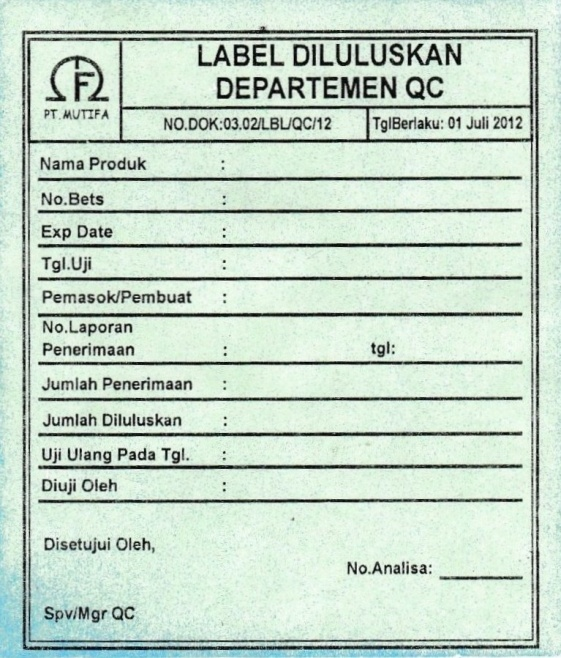 LABEL DILULUSKAN
DEPARTEMEN QC
F
PT. MUTIFA
NO.DOK:03.02/LBL/QC/12
TglBerlaku: 01 Juli 2012
Nama Produk :
No.Bets :
Exp Date :
Tgl.Uji :
Pemasok/Pembuat :
No.Laporan
Penerimaan : tgl:
Jumlah Penerimaan :
Jumlah Diluluskan :
Uji Ulang Pada Tgl. :
Diuji Oleh :
Disetujui Oleh,
No.Analisa:
Spv/Mgr QC